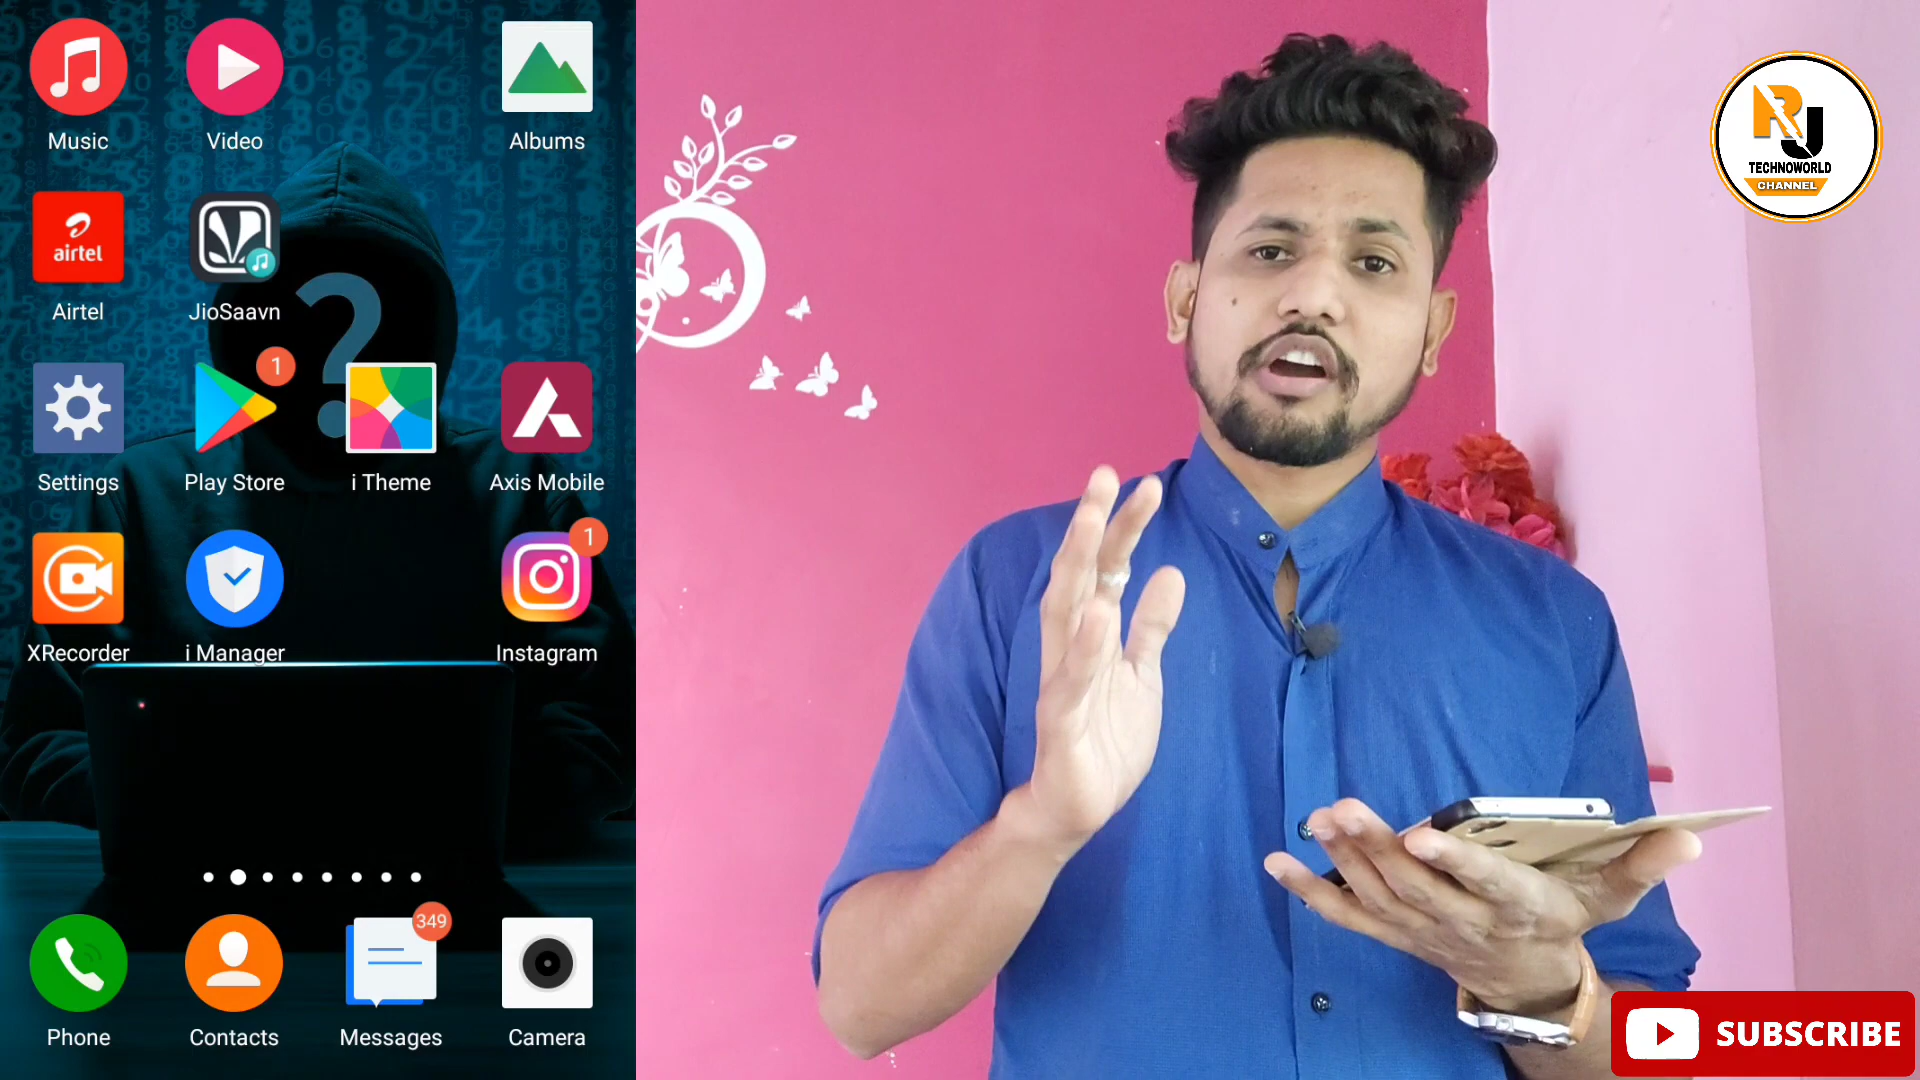 Music
Video
Albums
airtel
Airtel
JioSaavn
1
Settings
Play Store
i Theme
Axis Mobile
1
XRecorder
i Manager
Instagram
349
Phone
Contacts
Messages
Camera
RJ
TECHNOWORLD
CHANNEL
SUBSCRIBE